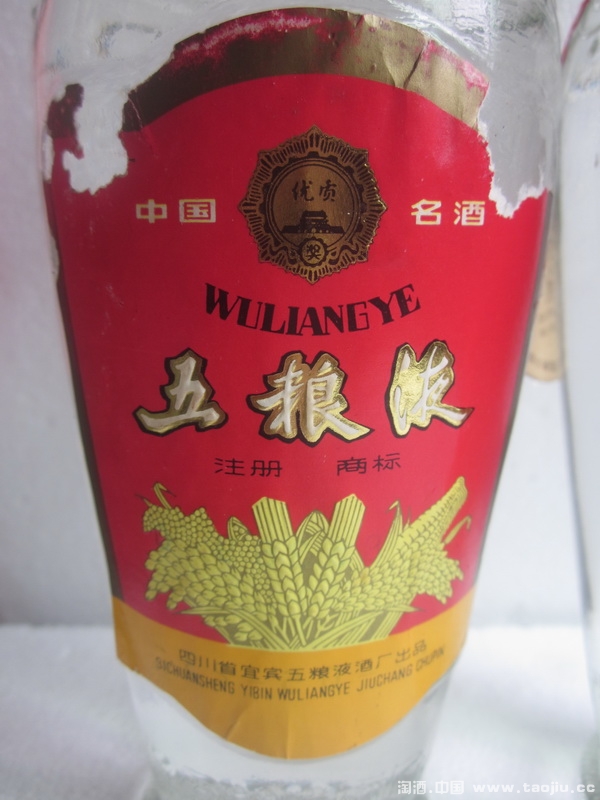 优质
奖
中国 名酒
WULIANGYE
五粮液
注册 商标
四川省宜宾五粮液酒厂出品
SICHUANSHENG YIBIN WULIANGYE JIUCHANG CHUPIN
淘酒.中国 www.taojiu.cc